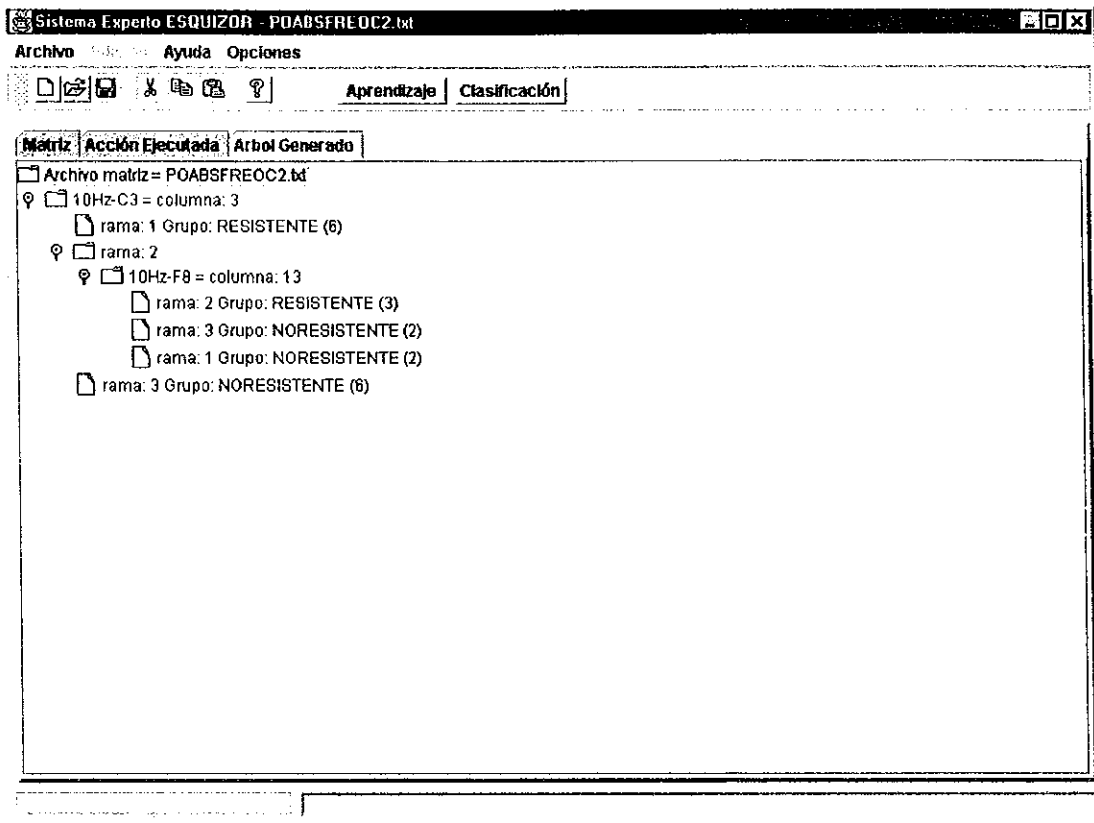 Sistema Experto ESQUIZOR - POABSFREOC2.txt
Archivo Ayuda Opciones
Aprendizaje Clasificación
Matriz Acción Ejecutada Arbol Generado
Archivo matriz = POABSFREOC2.txt
10Hz-C3 = columna: 3
rama: 1 Grupo: RESISTENTE (6)
rama: 2
10Hz-F8 = columna: 13
rama: 2 Grupo: RESISTENTE (3)
rama: 3 Grupo: NORESISTENTE (2)
rama: 1 Grupo: NORESISTENTE (2)
rama: 3 Grupo: NORESISTENTE (6)